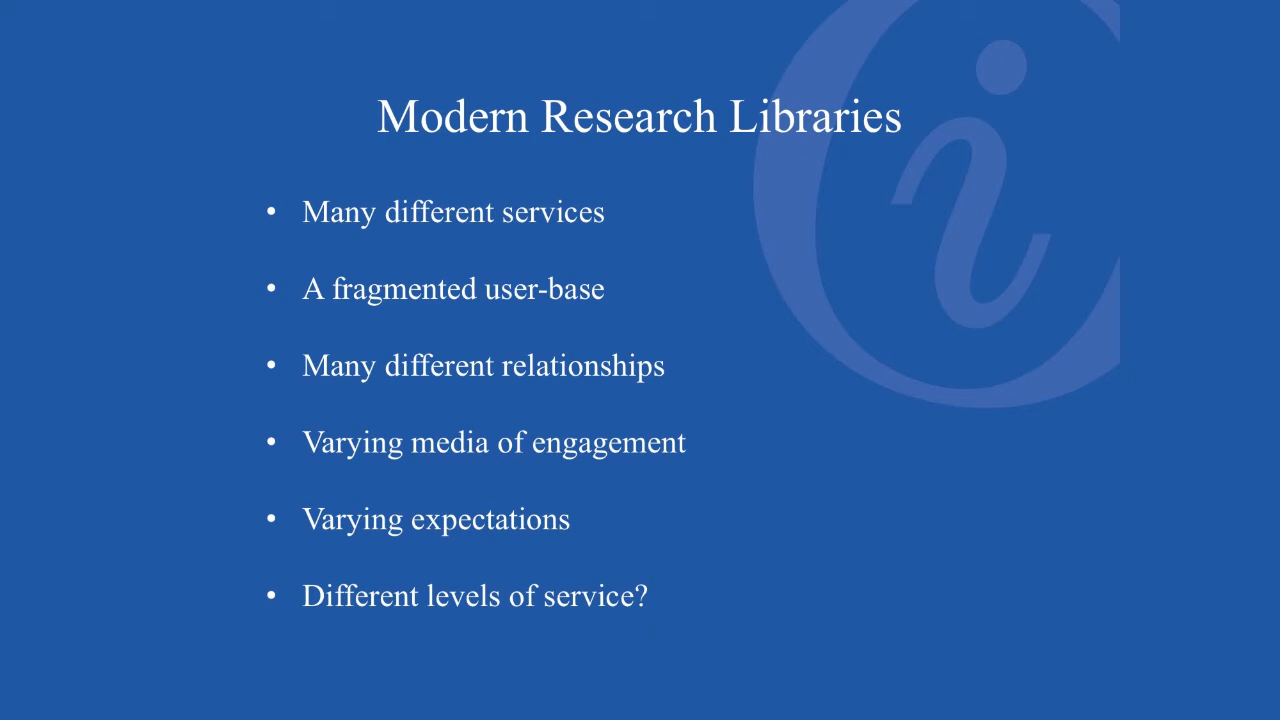 Modern Research Libraries
• Many different services
• A fragmented user-base
• Many different relationships
• Varying media of engagement
• Varying expectations
• Different levels of service?